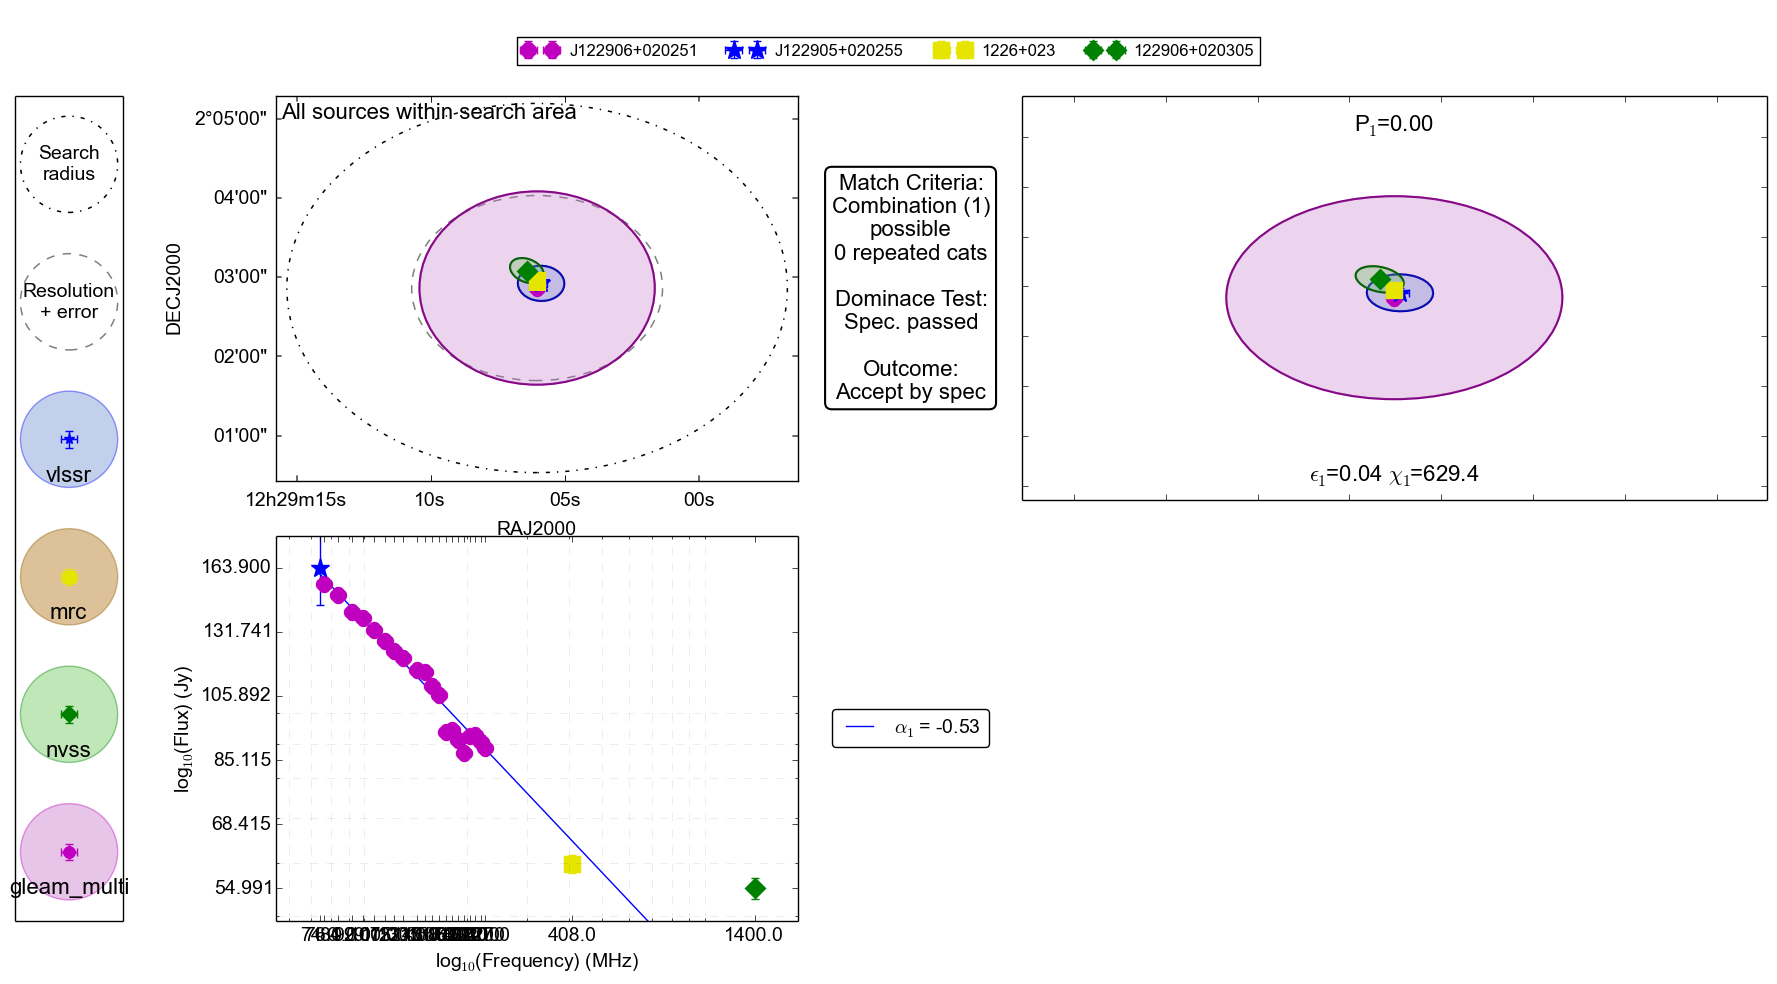 J122906+020251 J122905+020255 1226+023 122906+020305
Search
radius
Resolution
+ error
vlssr
mrc
nvss
gleam_multi
All sources within search area
2°05'00"
04'00"
03'00"
02'00"
01'00"
DECJ2000
12h29m15s 10s 05s 00s
RAJ2000
Match Criteria:
Combination (1)
possible
0 repeated cats
Dominace Test:
Spec. passed
Outcome:
Accept by spec
P₁=0.00
ϵ₁=0.04 χ₁=629.4
163.900
131.741
105.892
85.115
68.415
54.991
log₁₀(Flux) (Jy)
408.0 1400.0
log₁₀(Frequency) (MHz)
α₁ = -0.53